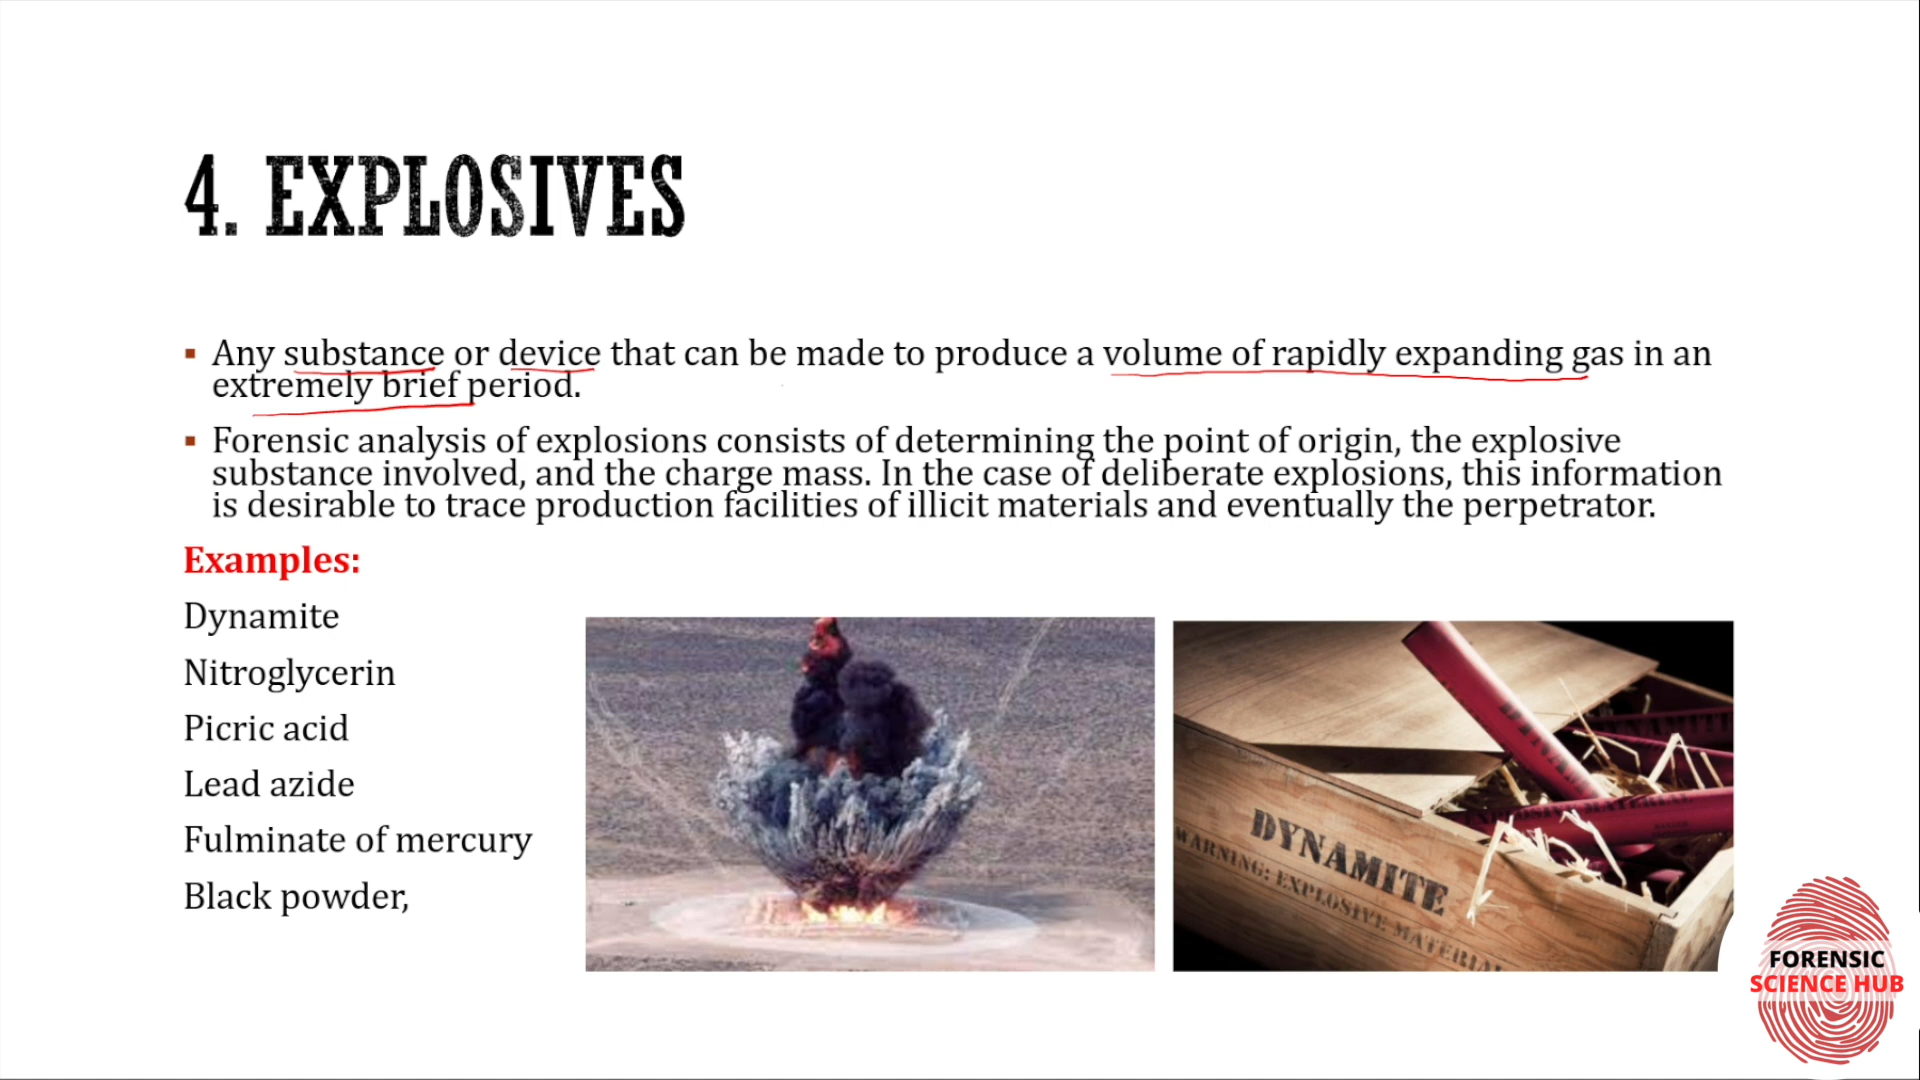 4. EXPLOSIVES
▪ Any substance or device that can be made to produce a volume of rapidly expanding gas in an
extremely brief period.
▪ Forensic analysis of explosions consists of determining the point of origin, the explosive
substance involved, and the charge mass. In the case of deliberate explosions, this information
is desirable to trace production facilities of illicit materials and eventually the perpetrator.
Examples:
Dynamite
Nitroglycerin
Picric acid
Lead azide
Fulminate of mercury
Black powder,
DYNAMITE
WARNING: EXPLOSIVE MATERIAL
FORENSIC
SCIENCE HUB